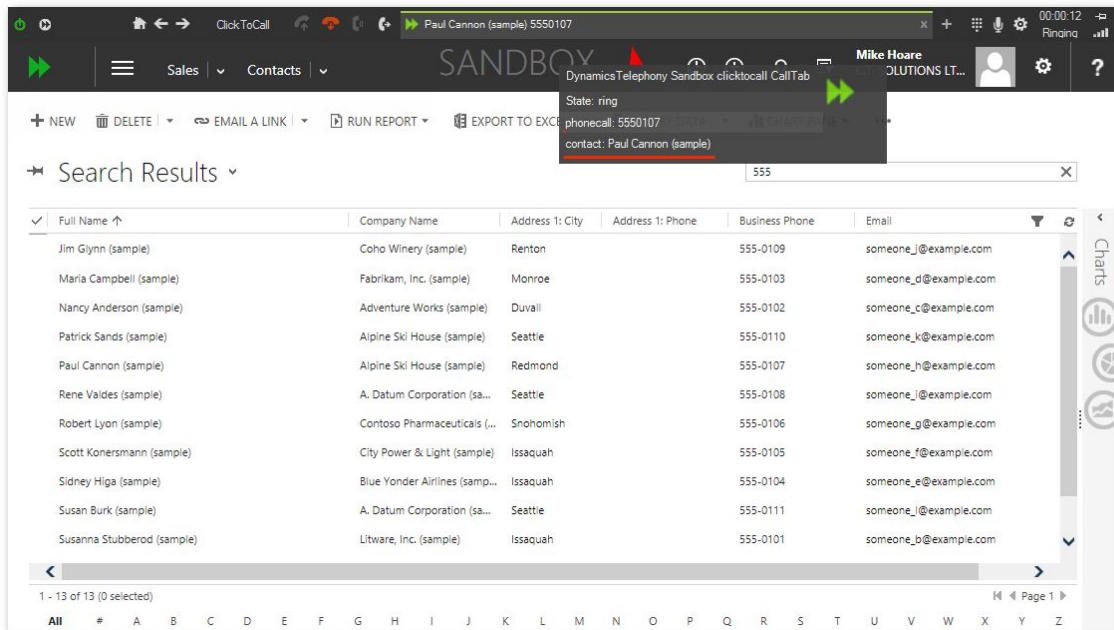 ClickToCall Paul Cannon (sample) 5550107 × + 00:00:12
Ringing
Sales Contacts SANDBOX Mike Hoare
SOLUTIONS LT... ?
DynamicsTelephony Sandbox clicktocall CallTab
State: ring
phonecall: 5550107
contact: Paul Cannon (sample)
+ NEW DELETE EMAIL A LINK RUN REPORT EXPORT TO EXCE
Search Results
555
Full Name ↑ Company Name Address 1: City Address 1: Phone Business Phone Email
Jim Glynn (sample) Coho Winery (sample) Renton 555-0109 someone_j@example.com
Maria Campbell (sample) Fabrikam, Inc. (sample) Monroe 555-0103 someone_d@example.com
Nancy Anderson (sample) Adventure Works (sample) Duvall 555-0102 someone_c@example.com
Patrick Sands (sample) Alpine Ski House (sample) Seattle 555-0110 someone_k@example.com
Paul Cannon (sample) Alpine Ski House (sample) Redmond 555-0107 someone_h@example.com
Rene Valdes (sample) A. Datum Corporation (sa... Seattle 555-0108 someone_i@example.com
Robert Lyon (sample) Contoso Pharmaceuticals (... Snohomish 555-0106 someone_g@example.com
Scott Konersmann (sample) City Power & Light (sample) Issaquah 555-0105 someone_f@example.com
Sidney Higa (sample) Blue Yonder Airlines (samp... Issaquah 555-0104 someone_e@example.com
Susan Burk (sample) A. Datum Corporation (sa... Seattle 555-0111 someone_l@example.com
Susanna Stubberod (sample) Litware, Inc. (sample) Issaquah 555-0101 someone_b@example.com
Charts
1 - 13 of 13 (0 selected) Page 1
All # A B C D E F G H I J K L M N O P Q R S T U V W X Y Z